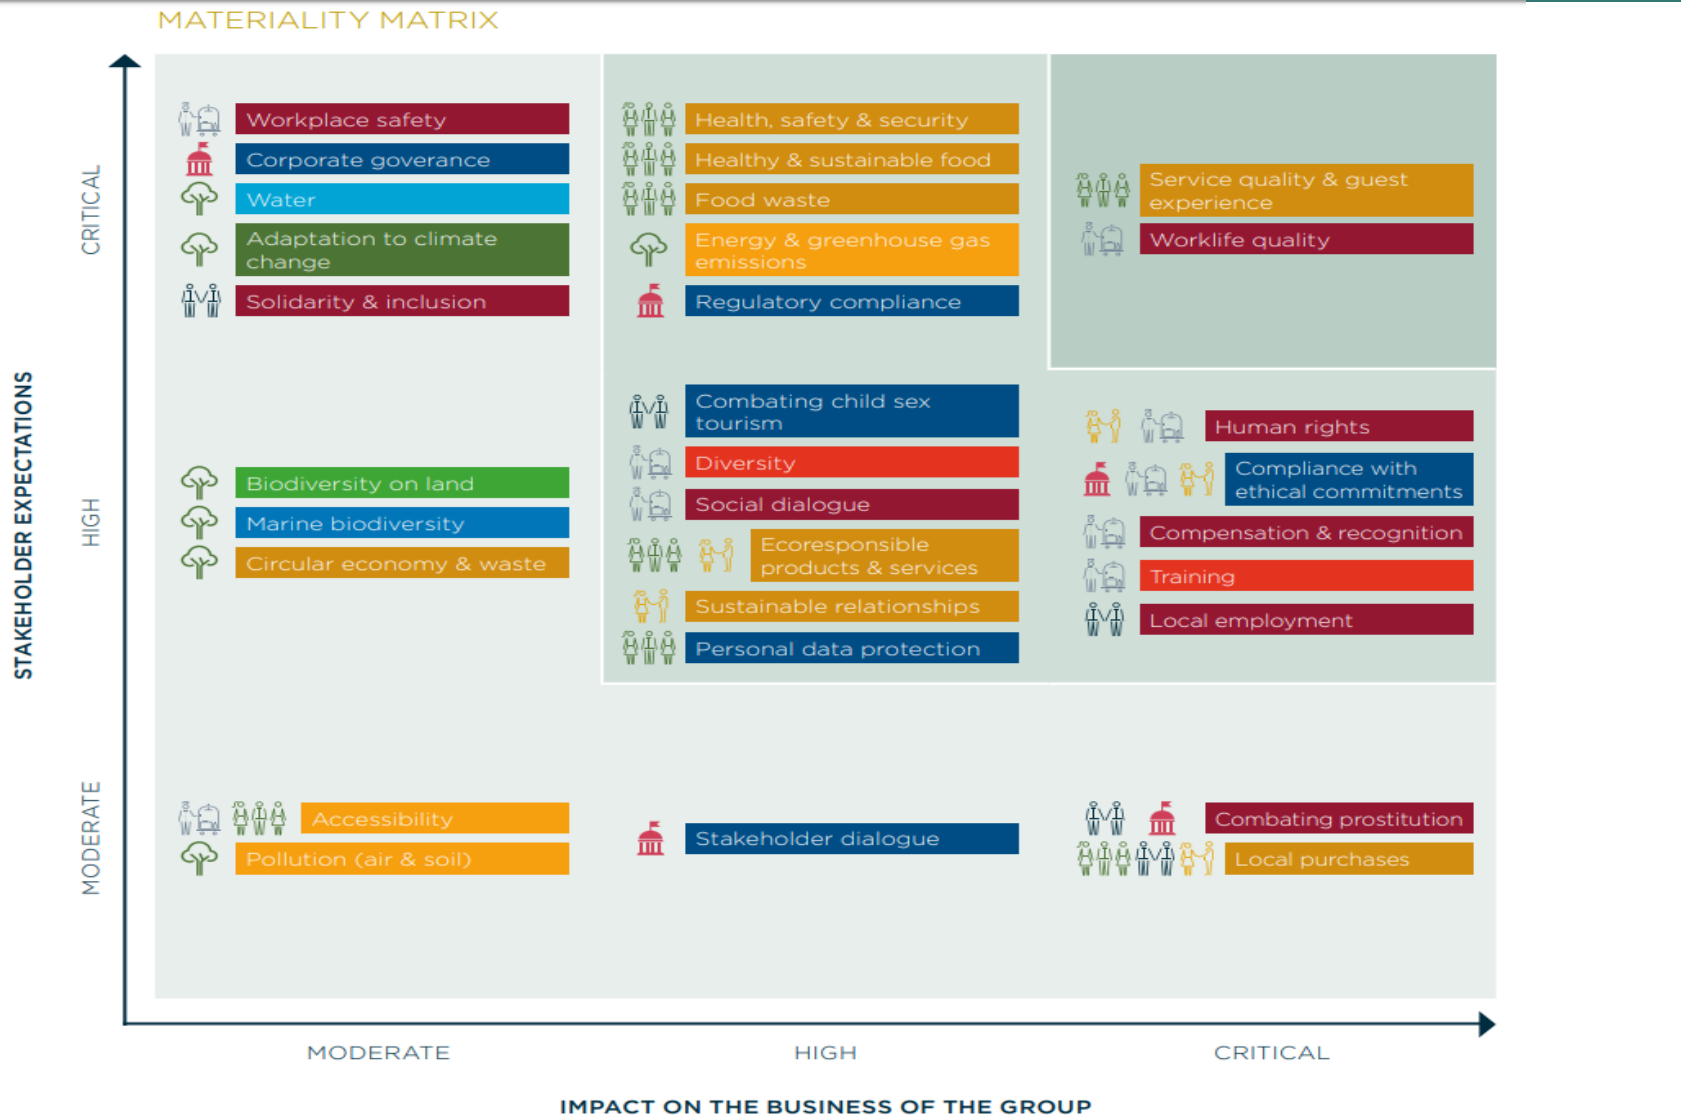 MATERIALITY MATRIX
STAKEHOLDER EXPECTATIONS
CRITICAL
Workplace safety
Corporate goverance
Water
Adaptation to climate
change
Solidarity & inclusion
Health, safety & security
Healthy & sustainable food
Food waste
Energy & greenhouse gas
emissions
Regulatory compliance
Service quality & guest
experience
Worklife quality
HIGH
Biodiversity on land
Marine biodiversity
Circular economy & waste
Combating child sex
tourism
Diversity
Social dialogue
Ecoresponsible
products & services
Sustainable relationships
Personal data protection
Human rights
Compliance with
ethical commitments
Compensation & recognition
Training
Local employment
MODERATE
Accessibility
Pollution (air & soil)
Stakeholder dialogue
Combating prostitution
Local purchases
MODERATE
HIGH
CRITICAL
IMPACT ON THE BUSINESS OF THE GROUP